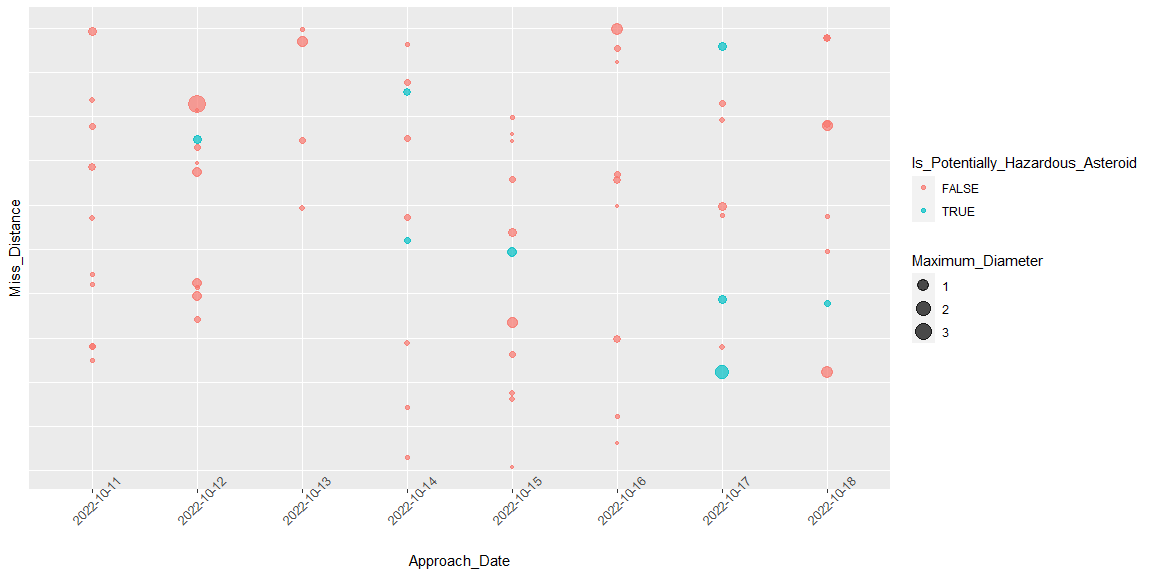 Miss_Distance
2022-10-11
2022-10-12
2022-10-13
2022-10-14
2022-10-15
2022-10-16
2022-10-17
2022-10-18
Approach_Date
Is_Potentially_Hazardous_Asteroid
FALSE
TRUE
Maximum_Diameter
1
2
3